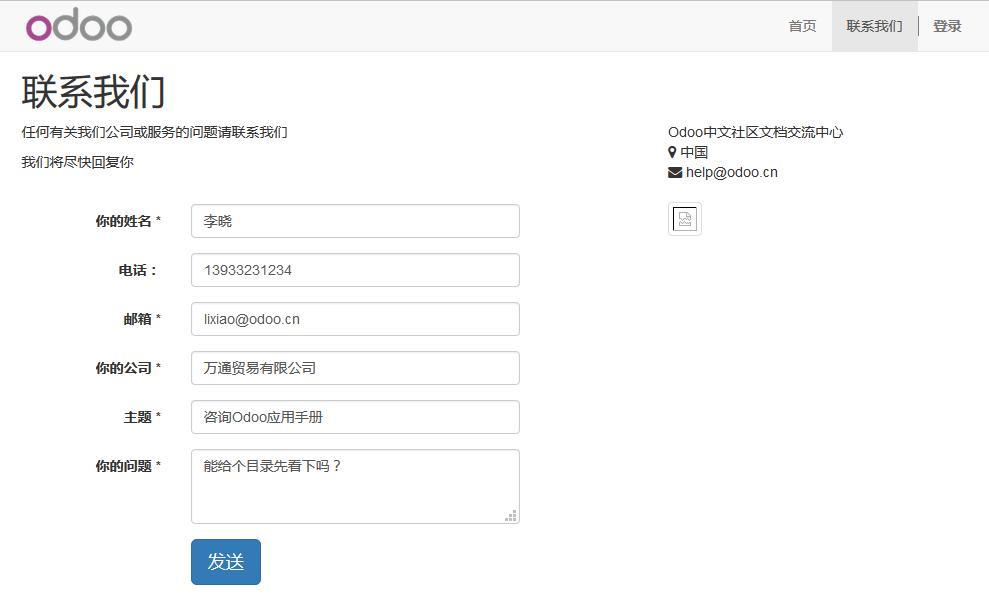 odoo
首页
联系我们
登录
联系我们
任何有关我们公司或服务的问题请联系我们
我们将尽快回复你
Odoo中文社区文档交流中心
中国
help@odoo.cn
你的姓名 * 李晓
电话： 13933231234
邮箱 * lixiao@odoo.cn
你的公司 * 万通贸易有限公司
主题 * 咨询Odoo应用手册
你的问题 * 能给个目录先看下吗？
发送